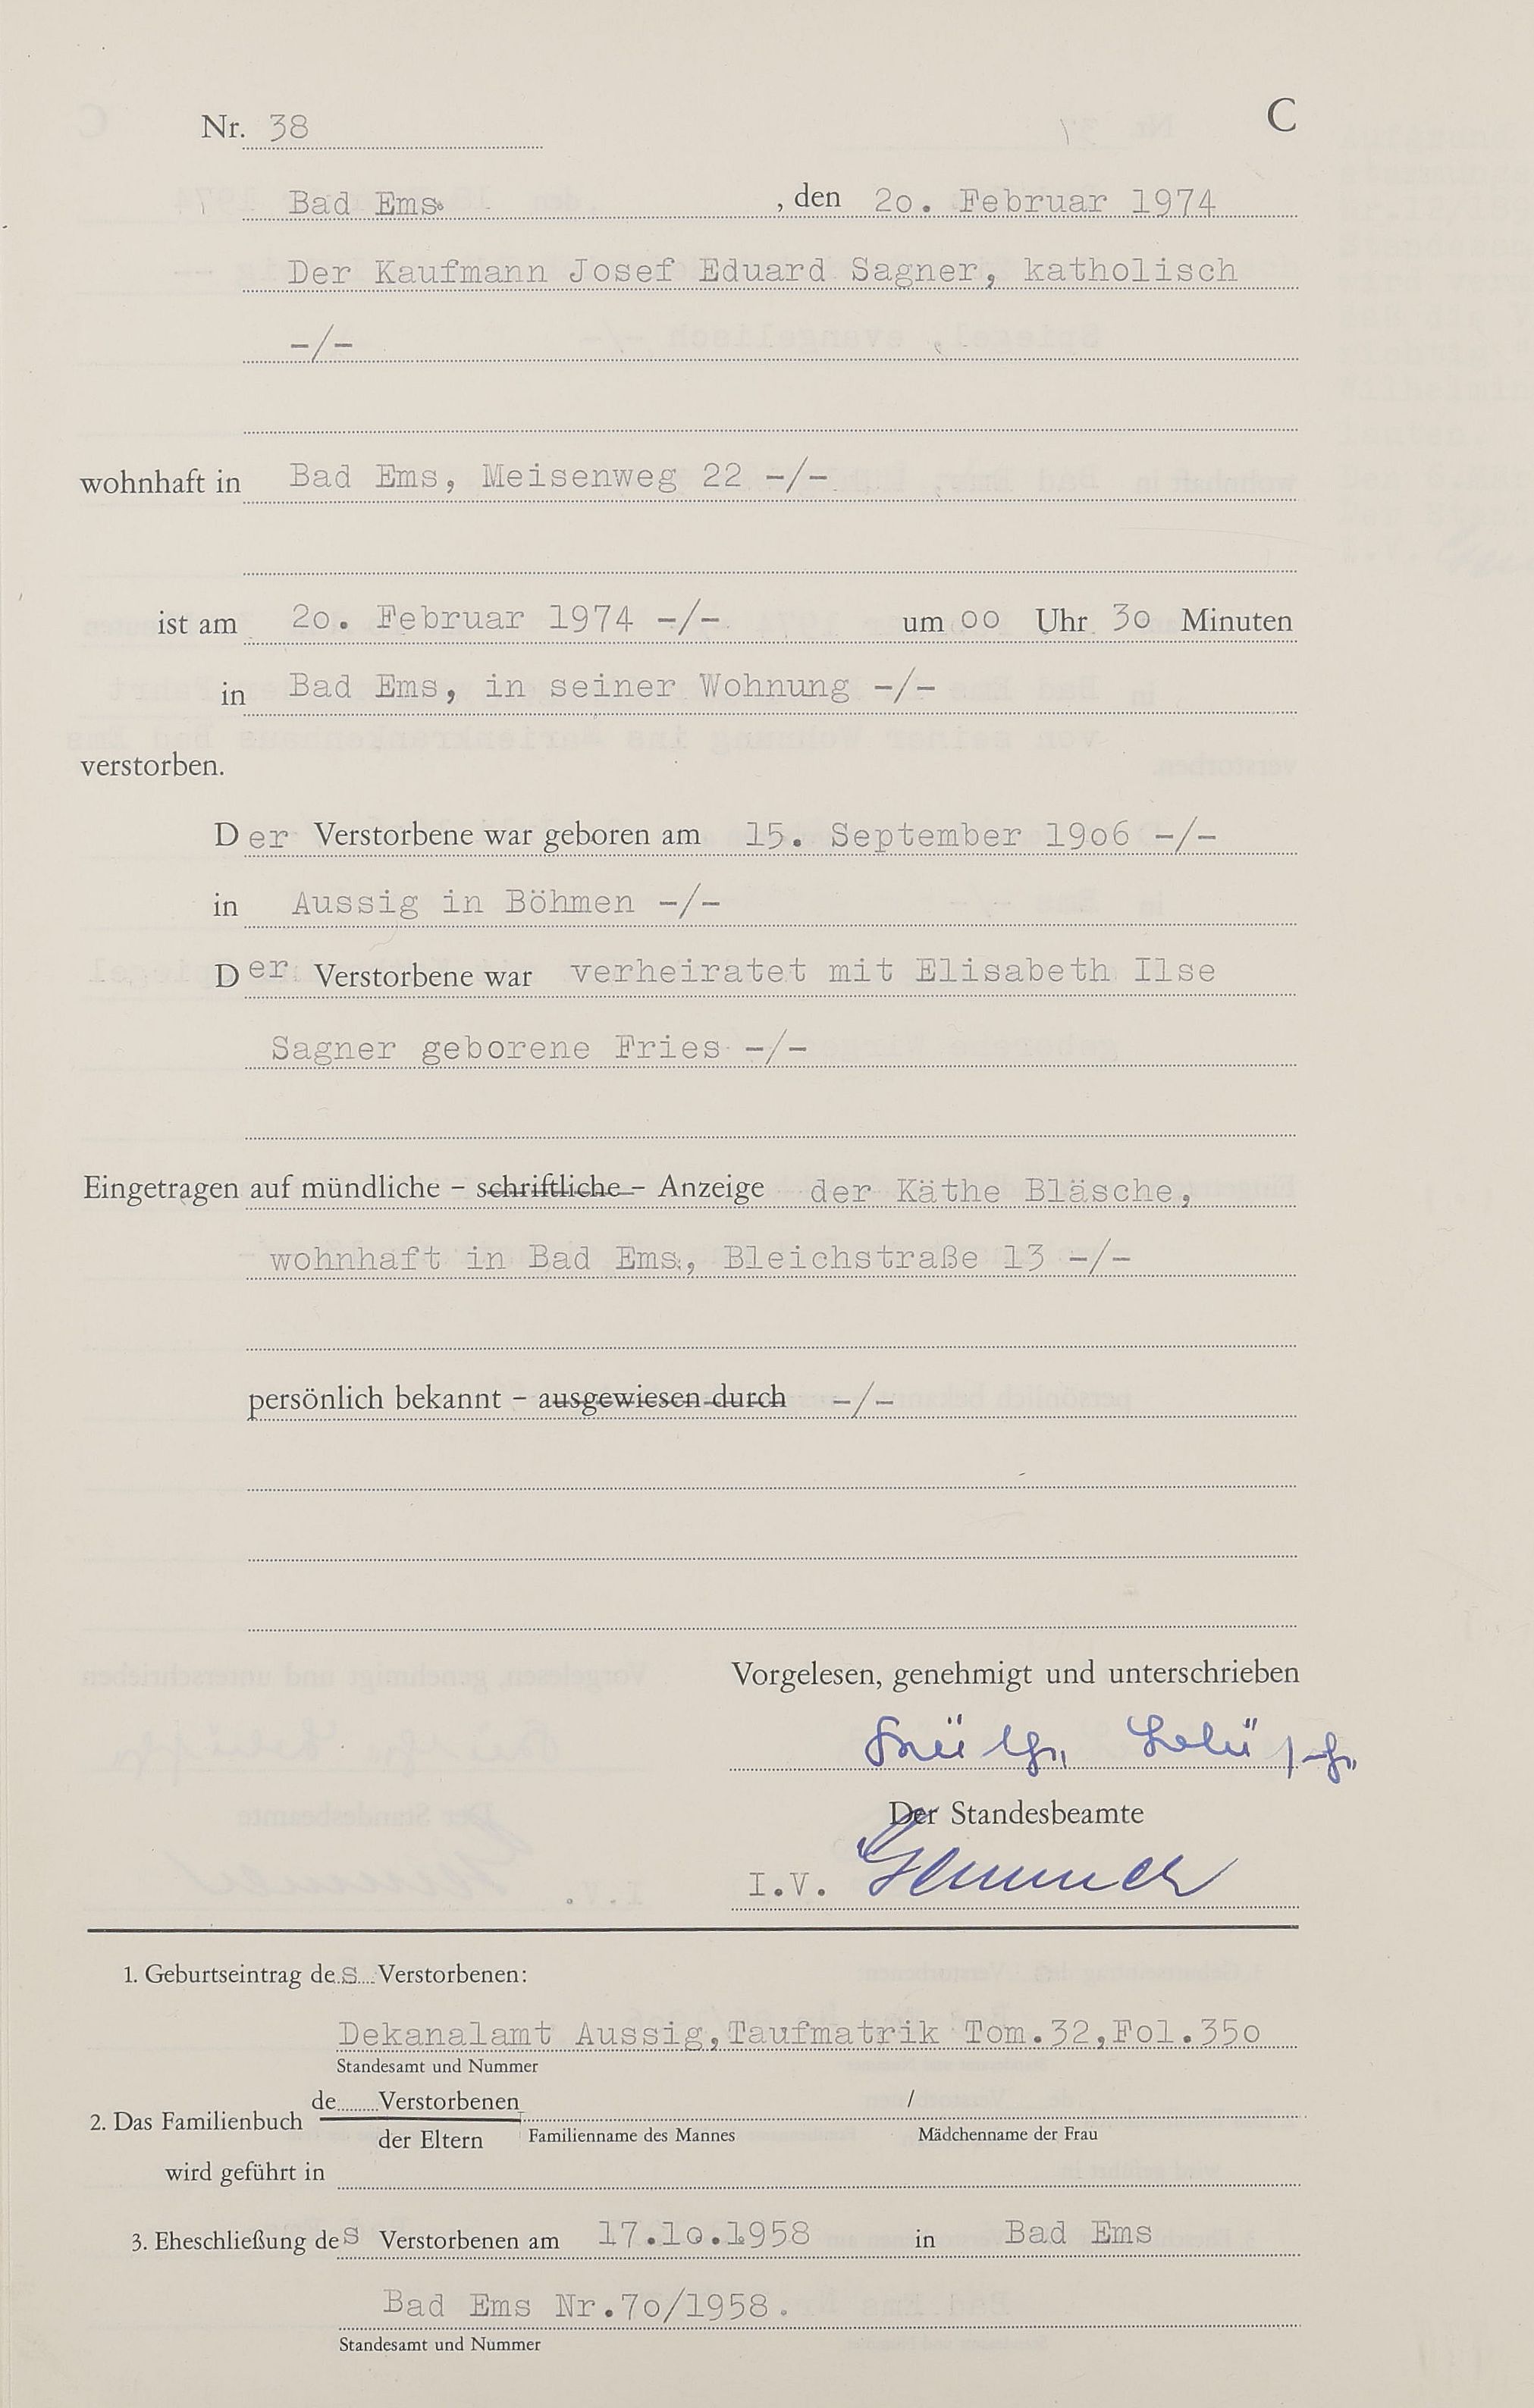 C
Nr. 38
Bad Ems. , den 20. Februar 1974
Der Kaufmann Josef Eduard Sagner, katholisch
-/-
wohnhaft in Bad Ems, Meisenweg 22 -/-
ist am 20. Februar 1974 -/- um 00 Uhr 30 Minuten
in Bad Ems, in seiner Wohnung -/-
verstorben.
Der Verstorbene war geboren am 15. September 1906 -/-
in Aussig in Böhmen -/-
Der Verstorbene war verheiratet mit Elisabeth Ilse
Sagner geborene Fries -/-
Eingetragen auf mündliche - schriftliche - Anzeige der Käthe Bläsche,
wohnhaft in Bad Ems, Bleichstraße 13 -/-
persönlich bekannt - ausgewiesen durch -/-
Vorgelesen, genehmigt und unterschrieben
Der Standesbeamte
I.V.
1. Geburtseintrag des Verstorbenen:
Dekanalamt Aussig, Taufmatrik Tom.32, Fol.350
Standesamt und Nummer
2. Das Familienbuch de Verstorbenen /
der Eltern Familienname des Mannes Mädchenname der Frau
wird geführt in
3. Eheschließung des Verstorbenen am 17.10.1958 in Bad Ems
Bad Ems Nr.70/1958.
Standesamt und Nummer